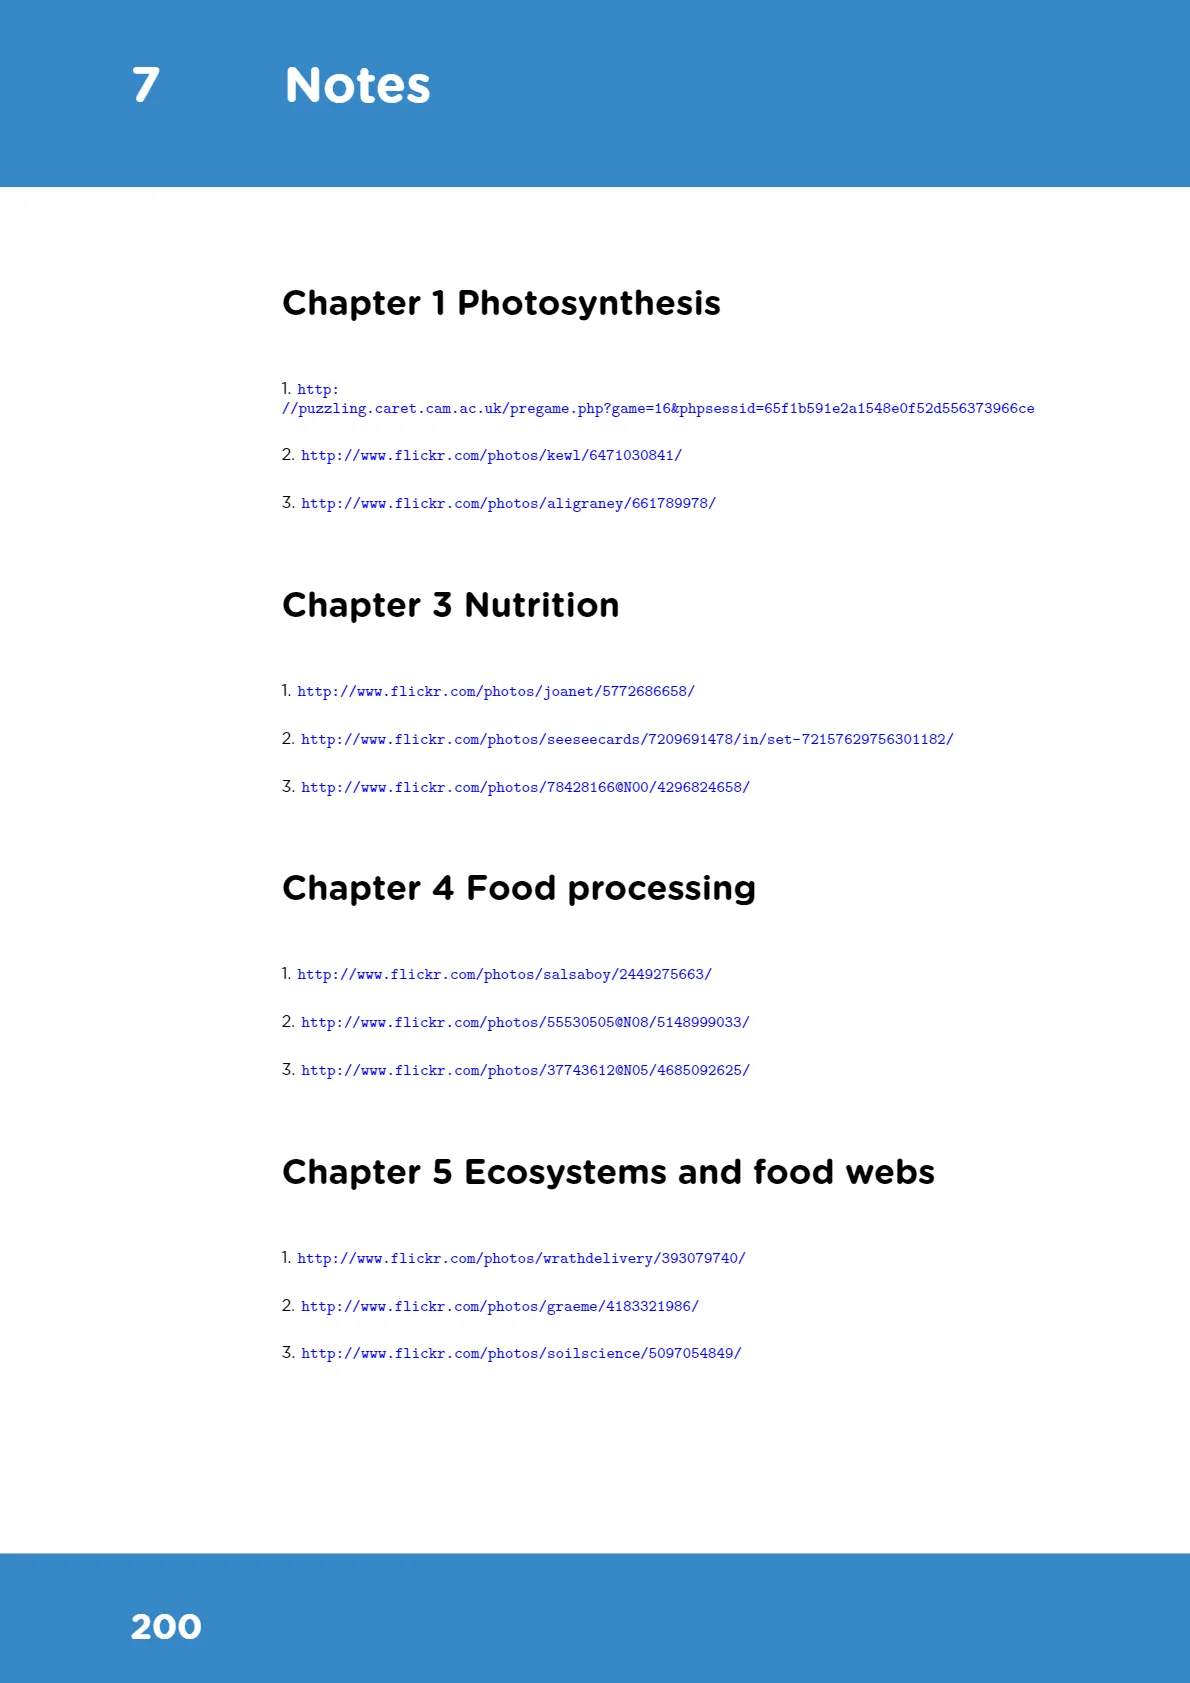 7 Notes
Chapter 1 Photosynthesis
1. http:
//puzzling.caret.cam.ac.uk/pregame.php?game=16&phpsessid=65f1b591e2a1548e0f52d556373966ce
2. http://www.flickr.com/photos/kewl/6471030841/
3. http://www.flickr.com/photos/aligraney/661789978/
Chapter 3 Nutrition
1. http://www.flickr.com/photos/joanet/5772686658/
2. http://www.flickr.com/photos/seeseecards/7209691478/in/set-72157629756301182/
3. http://www.flickr.com/photos/78428166@N00/4296824658/
Chapter 4 Food processing
1. http://www.flickr.com/photos/salsaboy/2449275663/
2. http://www.flickr.com/photos/55530505@N08/5148999033/
3. http://www.flickr.com/photos/37743612@N05/4685092625/
Chapter 5 Ecosystems and food webs
1. http://www.flickr.com/photos/wrathdelivery/393079740/
2. http://www.flickr.com/photos/graeme/4183321986/
3. http://www.flickr.com/photos/soilscience/5097054849/
200